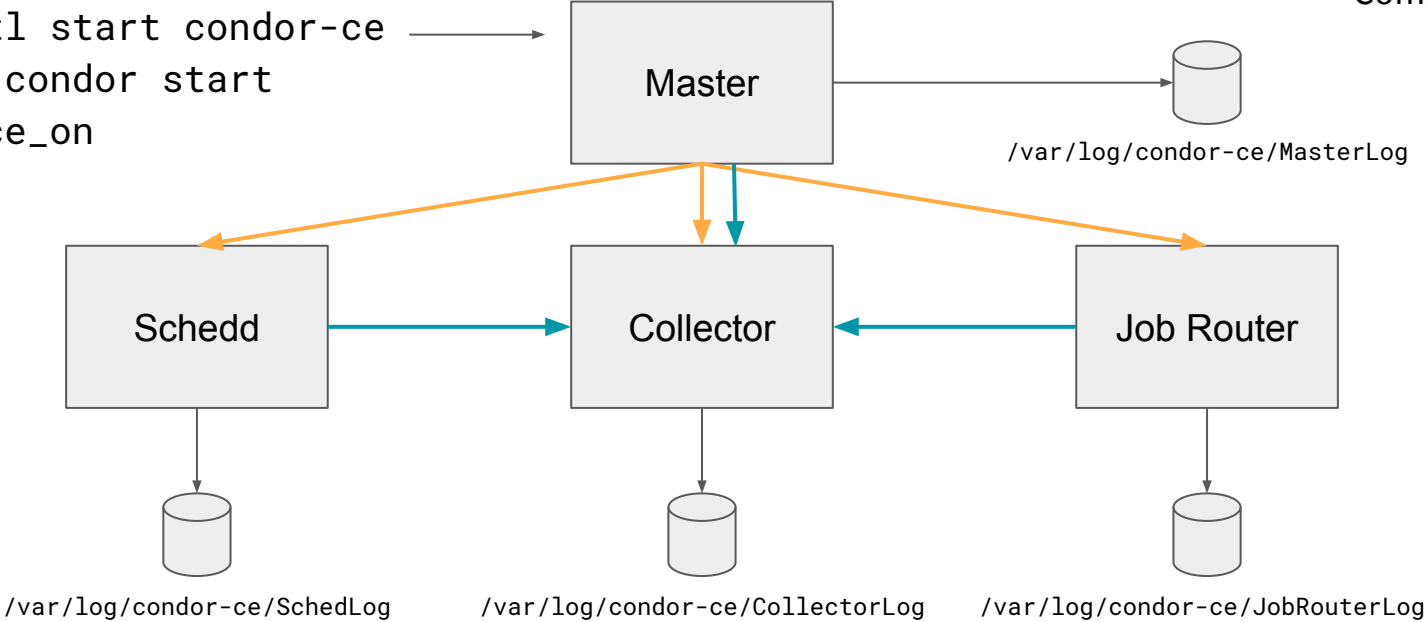 start condor-ce
condor start
Master
/var/log/condor-ce/MasterLog
Schedd
Collector
Job Router
/var/log/condor-ce/SchedLog
/var/log/condor-ce/CollectorLog
/var/log/condor-ce/JobRouterLog